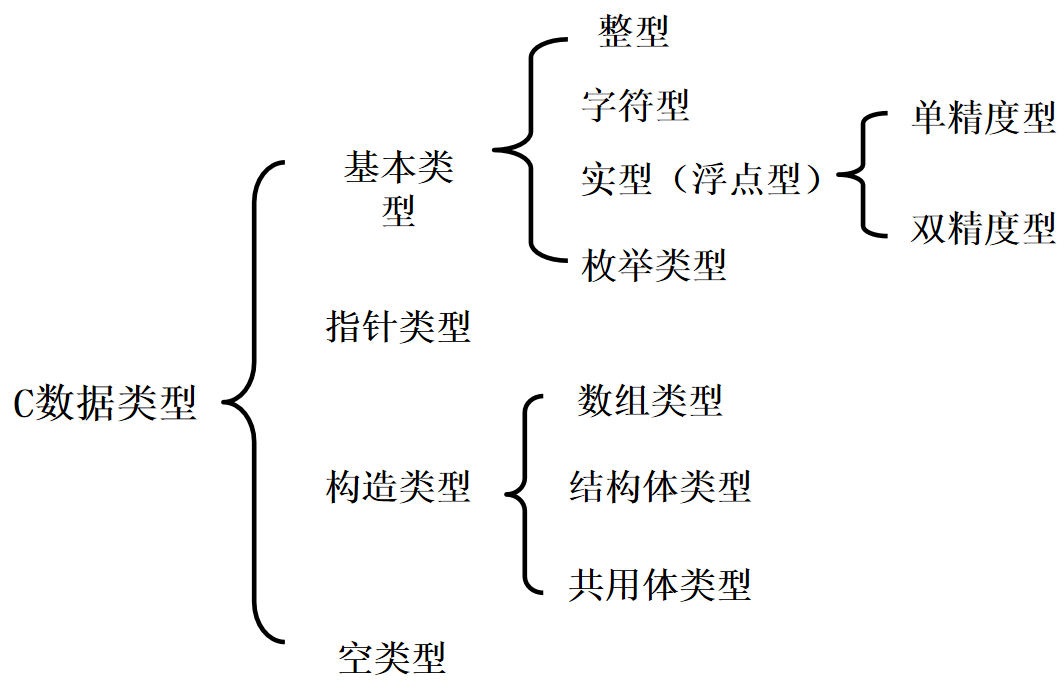 整型
字符型
单精度型
基本类
型
实型（浮点型）
双精度型
枚举类型
指针类型
C数据类型
数组类型
构造类型
结构体类型
共用体类型
空类型